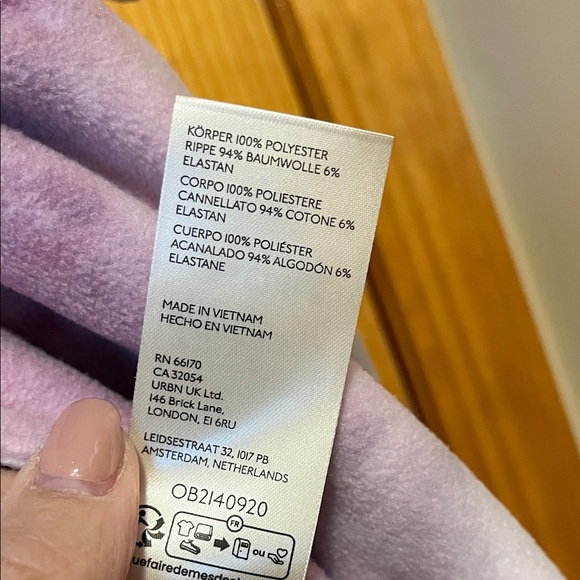 KÖRPER 100% POLYESTER
RIPPE 94% BAUMWOLLE 6%
ELASTAN
CORPO 100% POLIESTERE
CANNELLATO 94% COTONE 6%
ELASTAN
CUERPO 100% POLIÉSTER
ACANALADO 94% ALGODÓN 6%
ELASTANE
MADE IN VIETNAM
HECHO EN VIETNAM
RN 66170
CA 32054
URBN UK Ltd.
146 Brick Lane,
LONDON, E1 6RU
LEIDSESTRAAT 32, 1017 PB
AMSTERDAM, NETHERLANDS
OB2140920
FR
ou